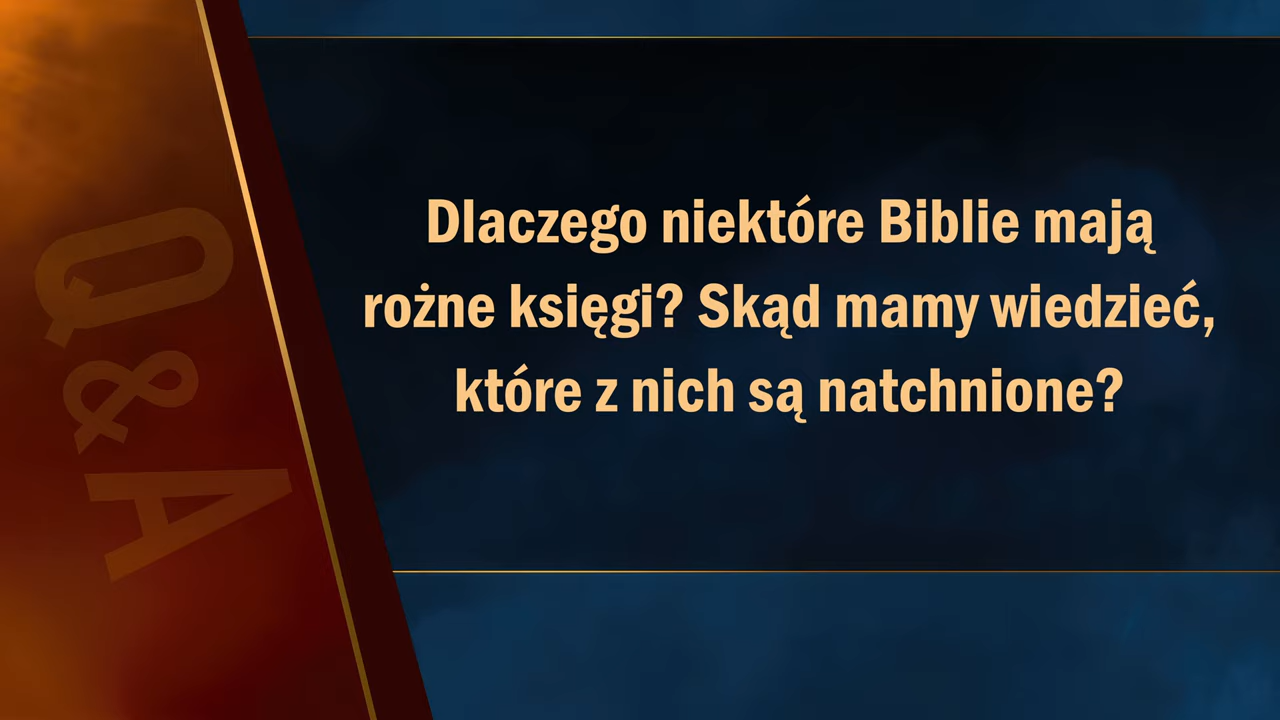 Q&A
Dlaczego niektóre Biblie mają
rożne księgi? Skąd mamy wiedzieć,
które z nich są natchnione?